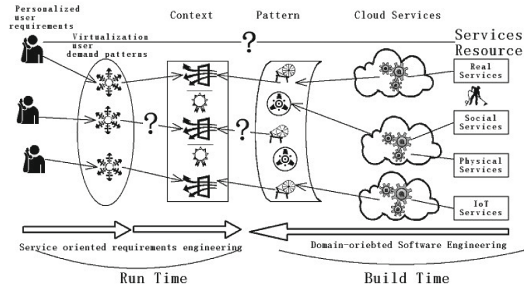 Personalized
user
requirements
Virtualization
user
demand patterns
Context
Pattern
Cloud Services
?
Services
Resource
Real
Services
Social
Services
Physical
Services
IoT
Services
?
?
Service oriented requirements engineering
Domain-oriebted Software Engineering
Run Time
Build Time